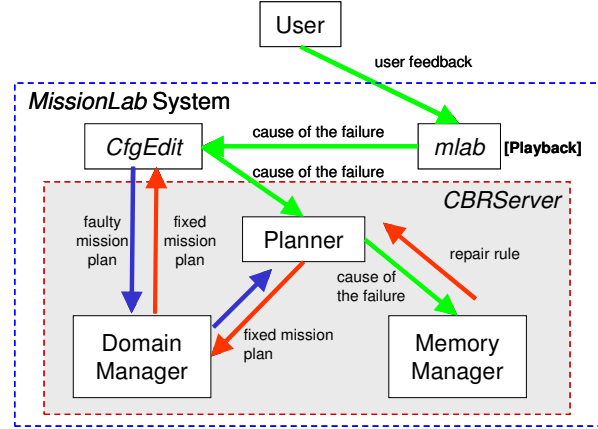 User
user feedback
MissionLab System
cause of the failure
CfgEdit
mlab
[Playback]
cause of the failure
CBRServer
faulty
mission
plan
fixed
mission
plan
Planner
repair rule
cause of
the failure
fixed mission
plan
Domain
Manager
Memory
Manager